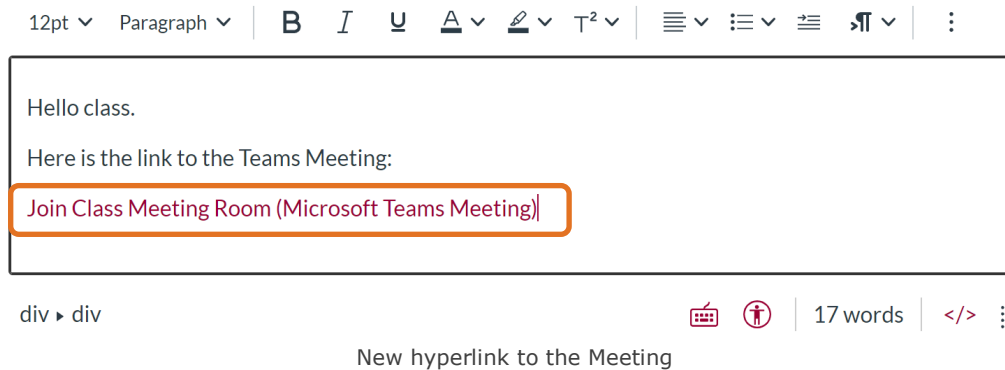 12pt Paragraph B I U A T²
Hello class.
Here is the link to the Teams Meeting:
Join Class Meeting Room (Microsoft Teams Meeting)
div ▸ div 17 words </>
New hyperlink to the Meeting